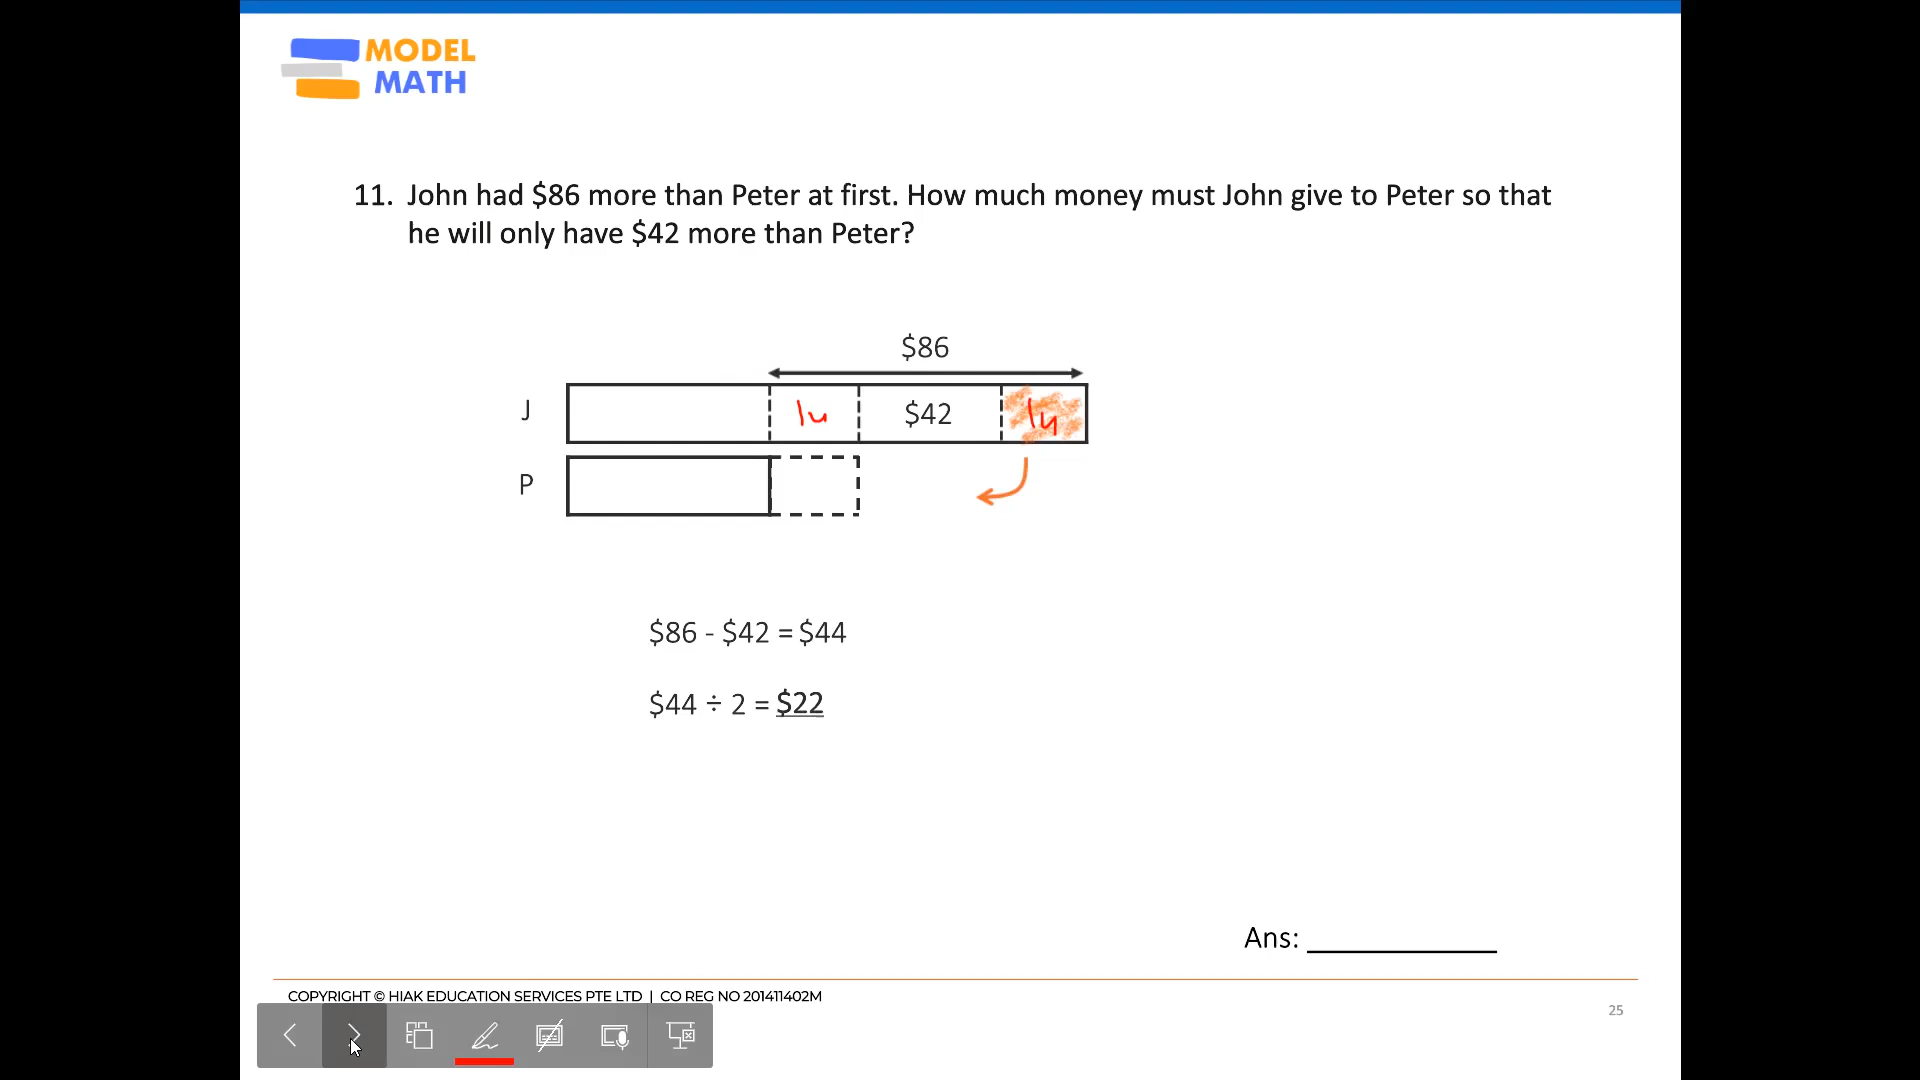 MODEL
MATH
11. John had $86 more than Peter at first. How much money must John give to Peter so that
he will only have $42 more than Peter?
$86
J 1u $42 1u
P
$86 - $42 = $44
$44 ÷ 2 = $22
Ans: ____________
COPYRIGHT © HIAK EDUCATION SERVICES PTE LTD | CO REG NO 201411402M
25